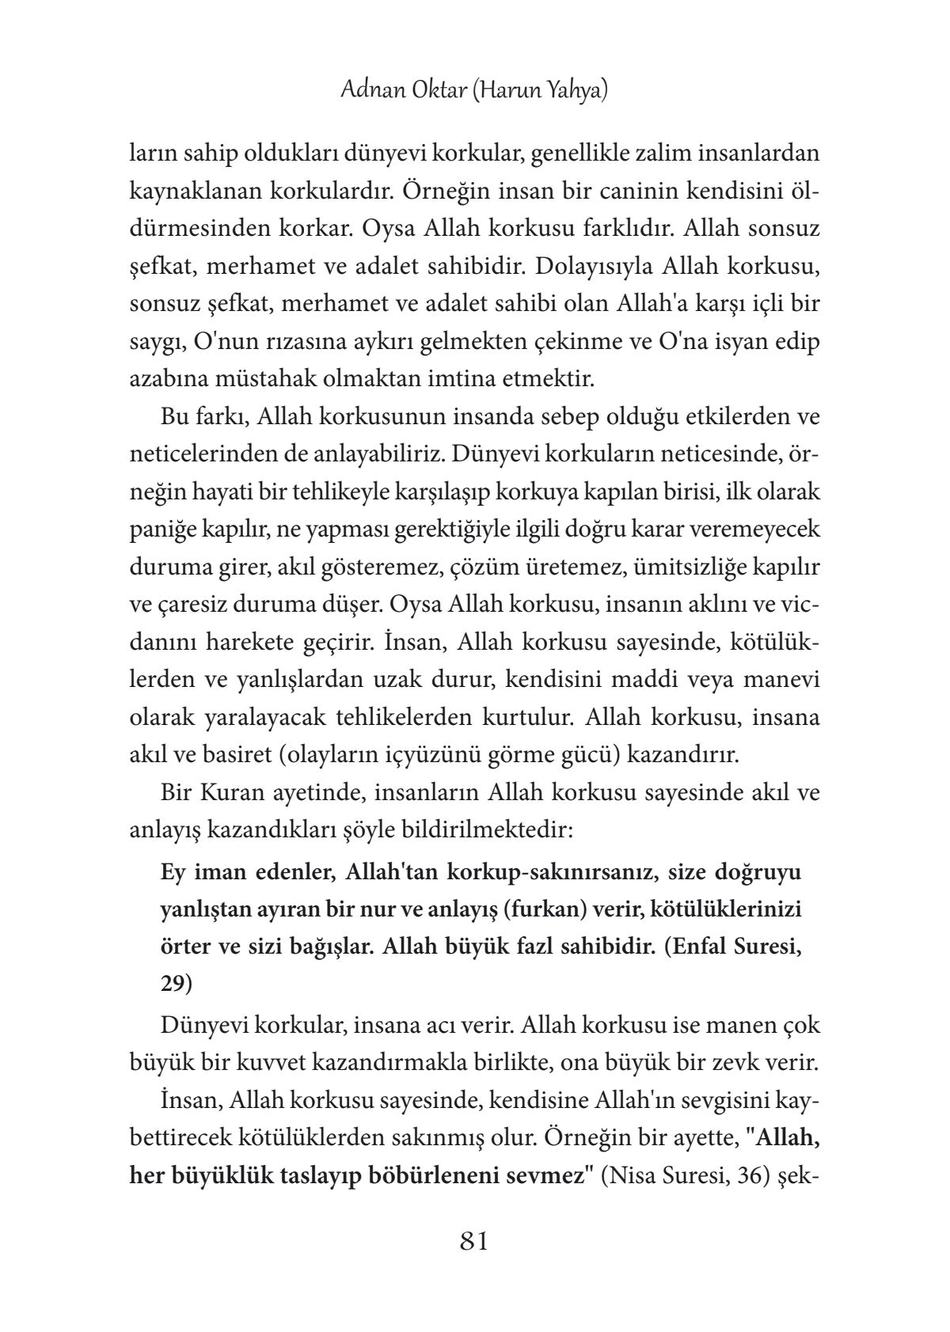 Adnan Oktar (Harun Yahya)
ların sahip oldukları dünyevi korkular, genellikle zalim insanlardan
kaynaklanan korkulardır. Örneğin insan bir caninin kendisini öl-
dürmesinden korkar. Oysa Allah korkusu farklıdır. Allah sonsuz
şefkat, merhamet ve adalet sahibidir. Dolayısıyla Allah korkusu,
sonsuz şefkat, merhamet ve adalet sahibi olan Allah'a karşı içli bir
saygı, O'nun rızasına aykırı gelmekten çekinme ve O'na isyan edip
azabına müstahak olmaktan imtina etmektir.
Bu farkı, Allah korkusunun insanda sebep olduğu etkilerden ve
neticelerinden de anlayabiliriz. Dünyevi korkuların neticesinde, ör-
neğin hayati bir tehlikeyle karşılaşıp korkuya kapılan birisi, ilk olarak
paniğe kapılır, ne yapması gerektiğiyle ilgili doğru karar veremeyecek
duruma girer, akıl gösteremez, çözüm üretemez, ümitsizliğe kapılır
ve çaresiz duruma düşer. Oysa Allah korkusu, insanın aklını ve vic-
danını harekete geçirir. İnsan, Allah korkusu sayesinde, kötülük-
lerden ve yanlışlardan uzak durur, kendisini maddi veya manevi
olarak yaralayacak tehlikelerden kurtulur. Allah korkusu, insana
akıl ve basiret (olayların içyüzünü görme gücü) kazandırır.
Bir Kuran ayetinde, insanların Allah korkusu sayesinde akıl ve
anlayış kazandıkları şöyle bildirilmektedir:
Ey iman edenler, Allah'tan korkup-sakınırsanız, size doğruyu
yanlıştan ayıran bir nur ve anlayış (furkan) verir, kötülüklerinizi
örter ve sizi bağışlar. Allah büyük fazl sahibidir. (Enfal Suresi,
29)
Dünyevi korkular, insana acı verir. Allah korkusu ise manen çok
büyük bir kuvvet kazandırmakla birlikte, ona büyük bir zevk verir.
İnsan, Allah korkusu sayesinde, kendisine Allah'ın sevgisini kay-
bettirecek kötülüklerden sakınmış olur. Örneğin bir ayette, "Allah,
her büyüklük taslayıp böbürleneni sevmez" (Nisa Suresi, 36) şek-
81